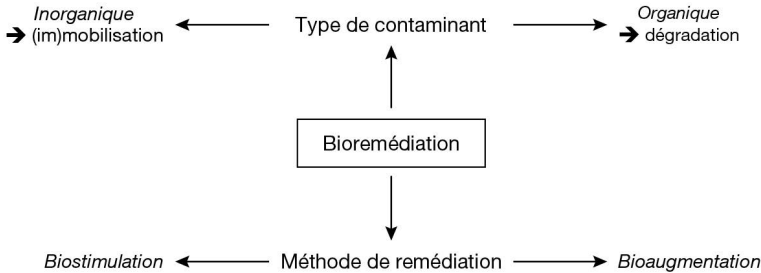 Inorganique
➔ (im)mobilisation
Type de contaminant
Organique
➔ dégradation
Bioremédiation
Biostimulation
Méthode de remédiation
Bioaugmentation